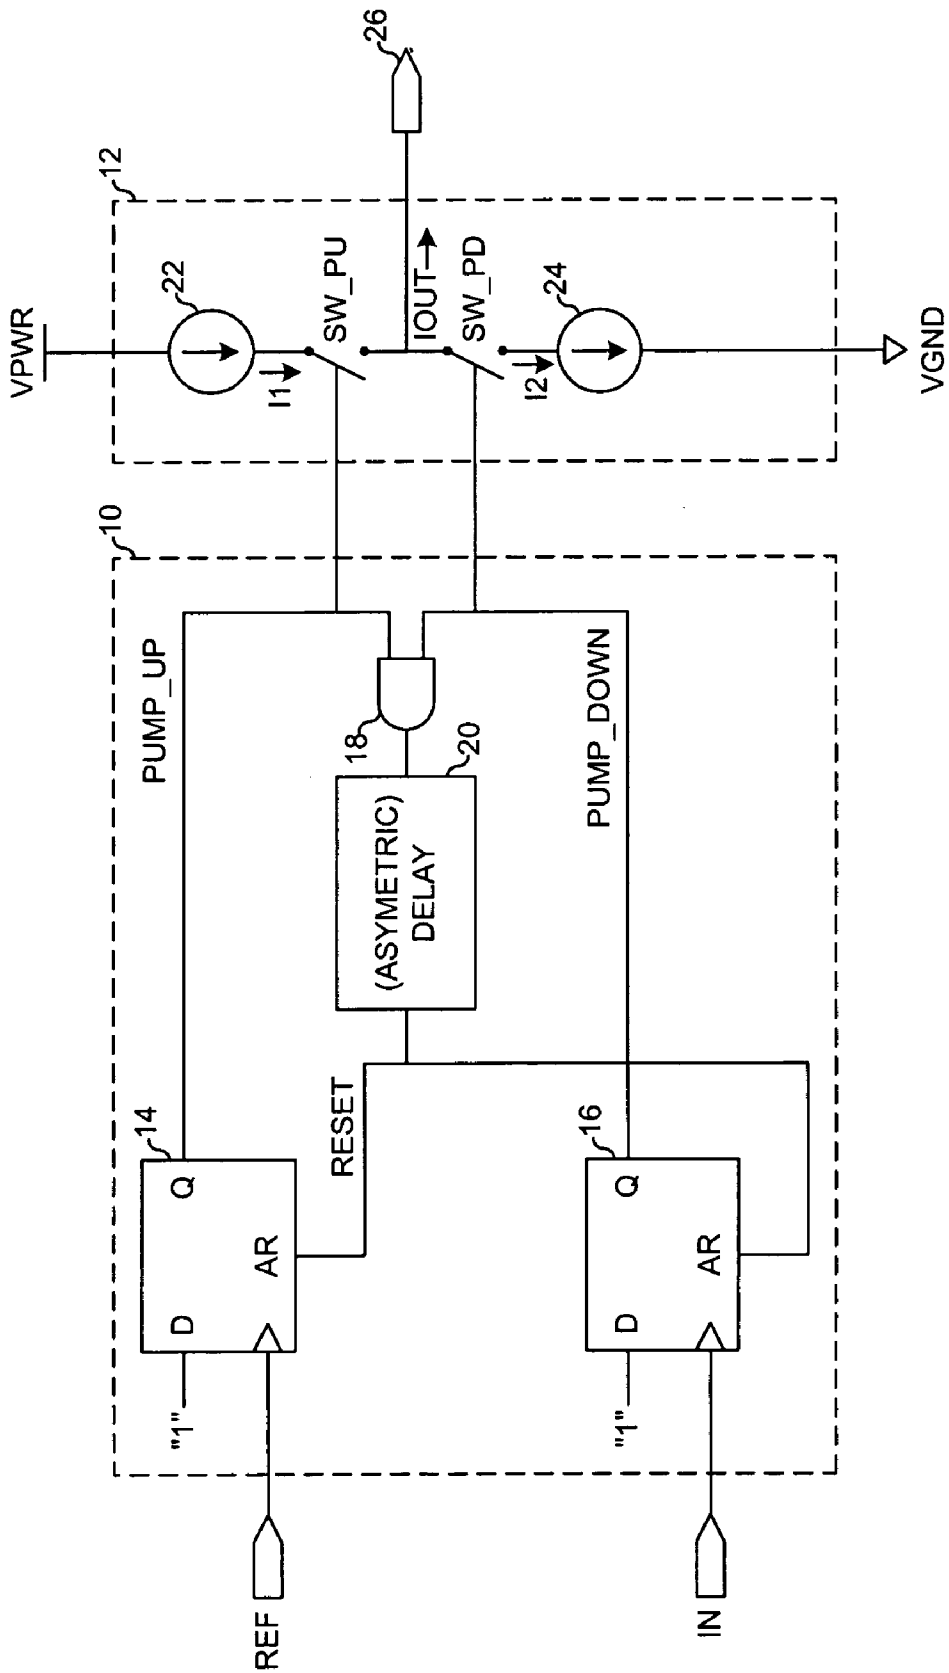 VPWR
12
22
I1
SW_PU
IOUT
26
SW_PD
I2
24
VGND
10
PUMP_UP
18
20
(ASYMETRIC)
DELAY
PUMP_DOWN
14
D
Q
AR
"1"
RESET
REF
16
D
Q
AR
"1"
IN